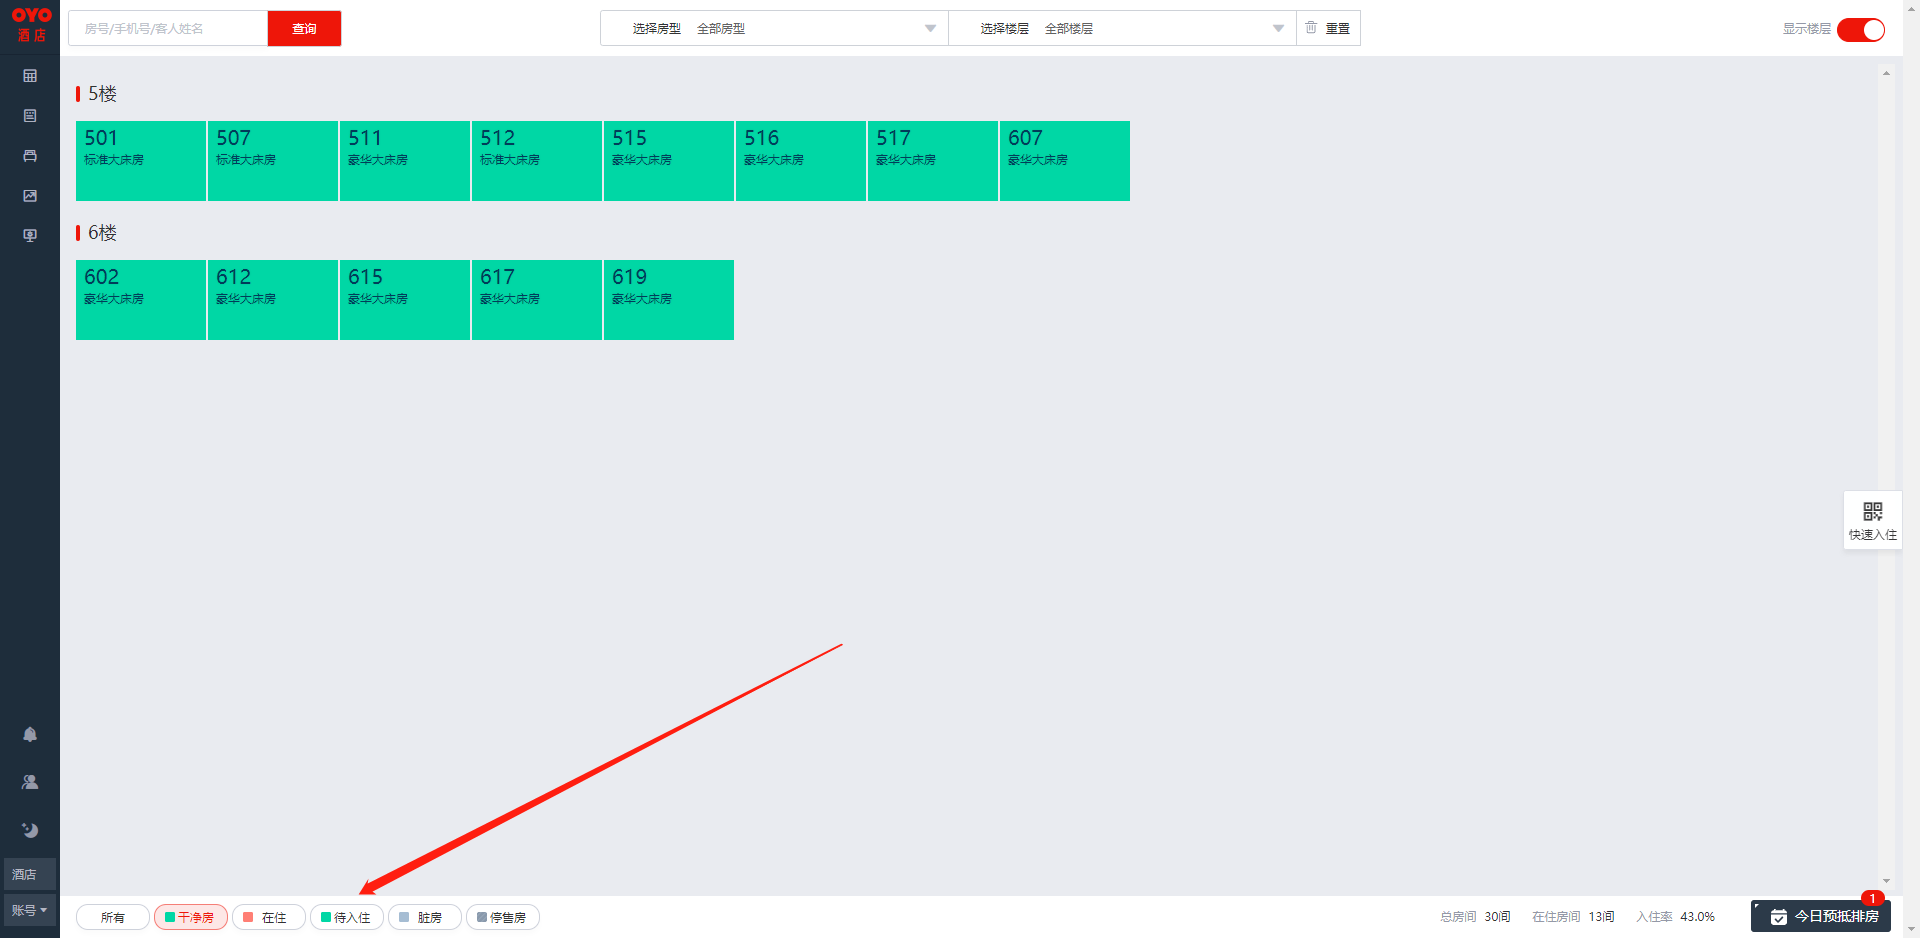 OYO
酒店
房号/手机号/客人姓名
查询
选择房型 全部房型
选择楼层 全部楼层
重置
显示楼层
5楼
501
标准大床房
507
标准大床房
511
豪华大床房
512
标准大床房
515
豪华大床房
516
豪华大床房
517
豪华大床房
607
豪华大床房
6楼
602
豪华大床房
612
豪华大床房
615
豪华大床房
617
豪华大床房
619
豪华大床房
快速入住
酒店
账号
所有
干净房
在住
待入住
脏房
停售房
总房间 30间
在住房间 13间
入住率 43.0%
今日预抵排房
1